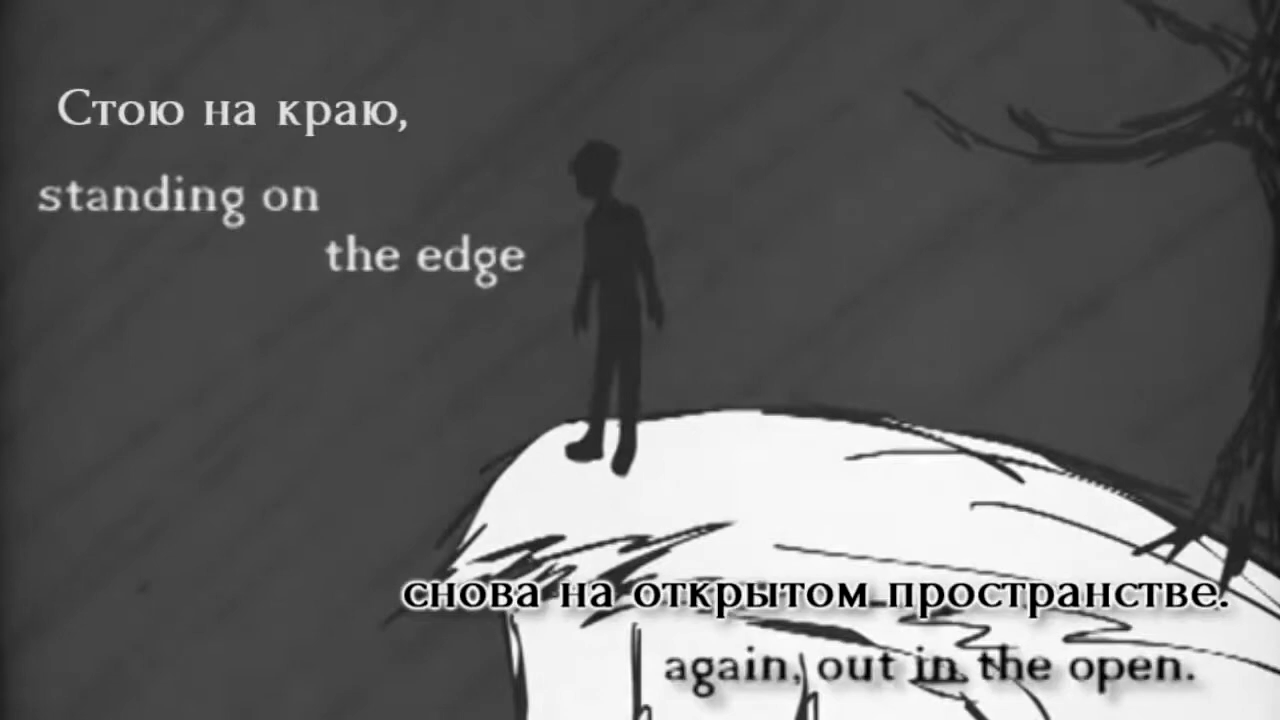 Стою на краю,
standing on
the edge
снова на открытом пространстве.
again, out in the open.